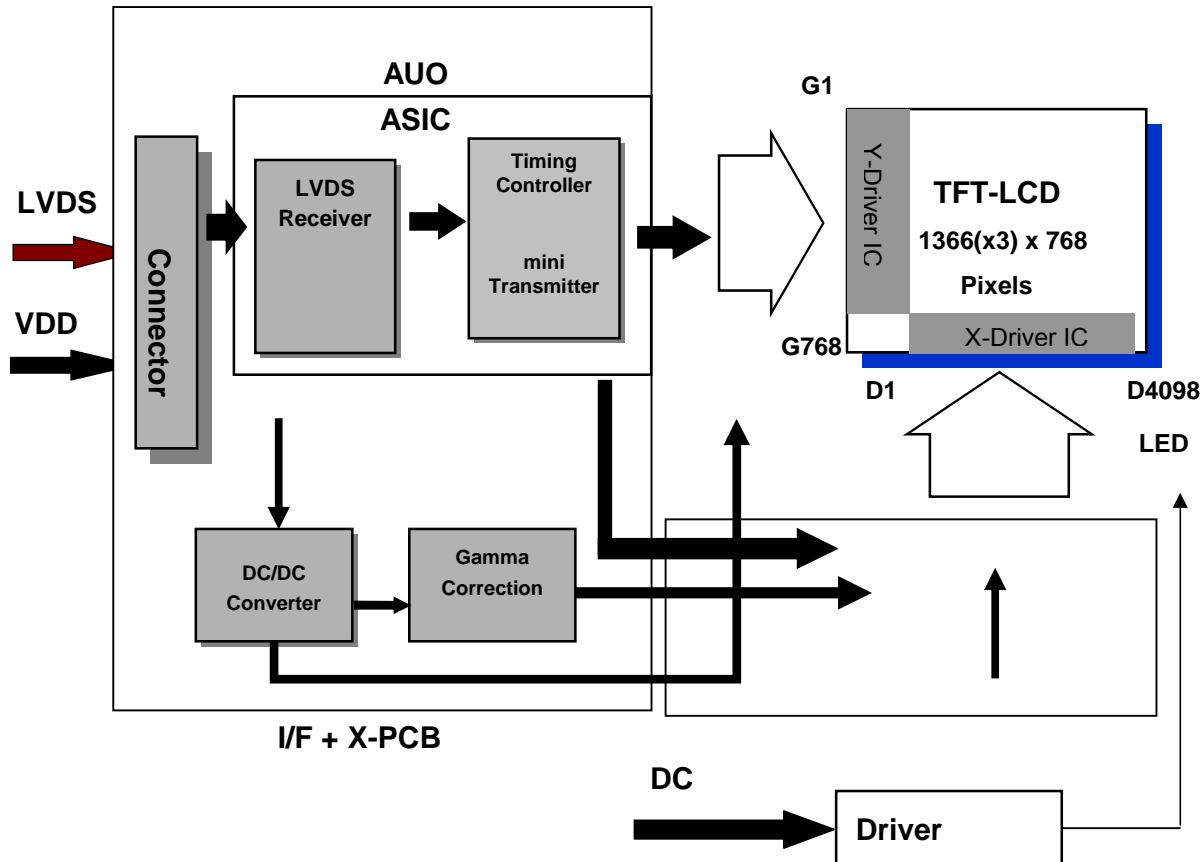 AUO
ASIC
LVDS
VDD
Connector
LVDS
Receiver
Timing
Controller
mini
Transmitter
DC/DC
Converter
Gamma
Correction
I/F + X-PCB
G1
G768
Y-Driver IC
TFT-LCD
1366(x3) x 768
Pixels
X-Driver IC
D1
D4098
LED
DC
Driver